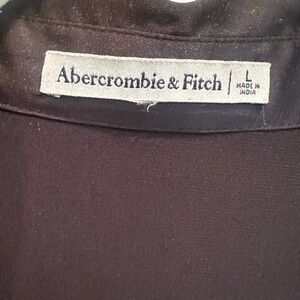 Abercrombie & Fitch | L
MADE IN
INDIA